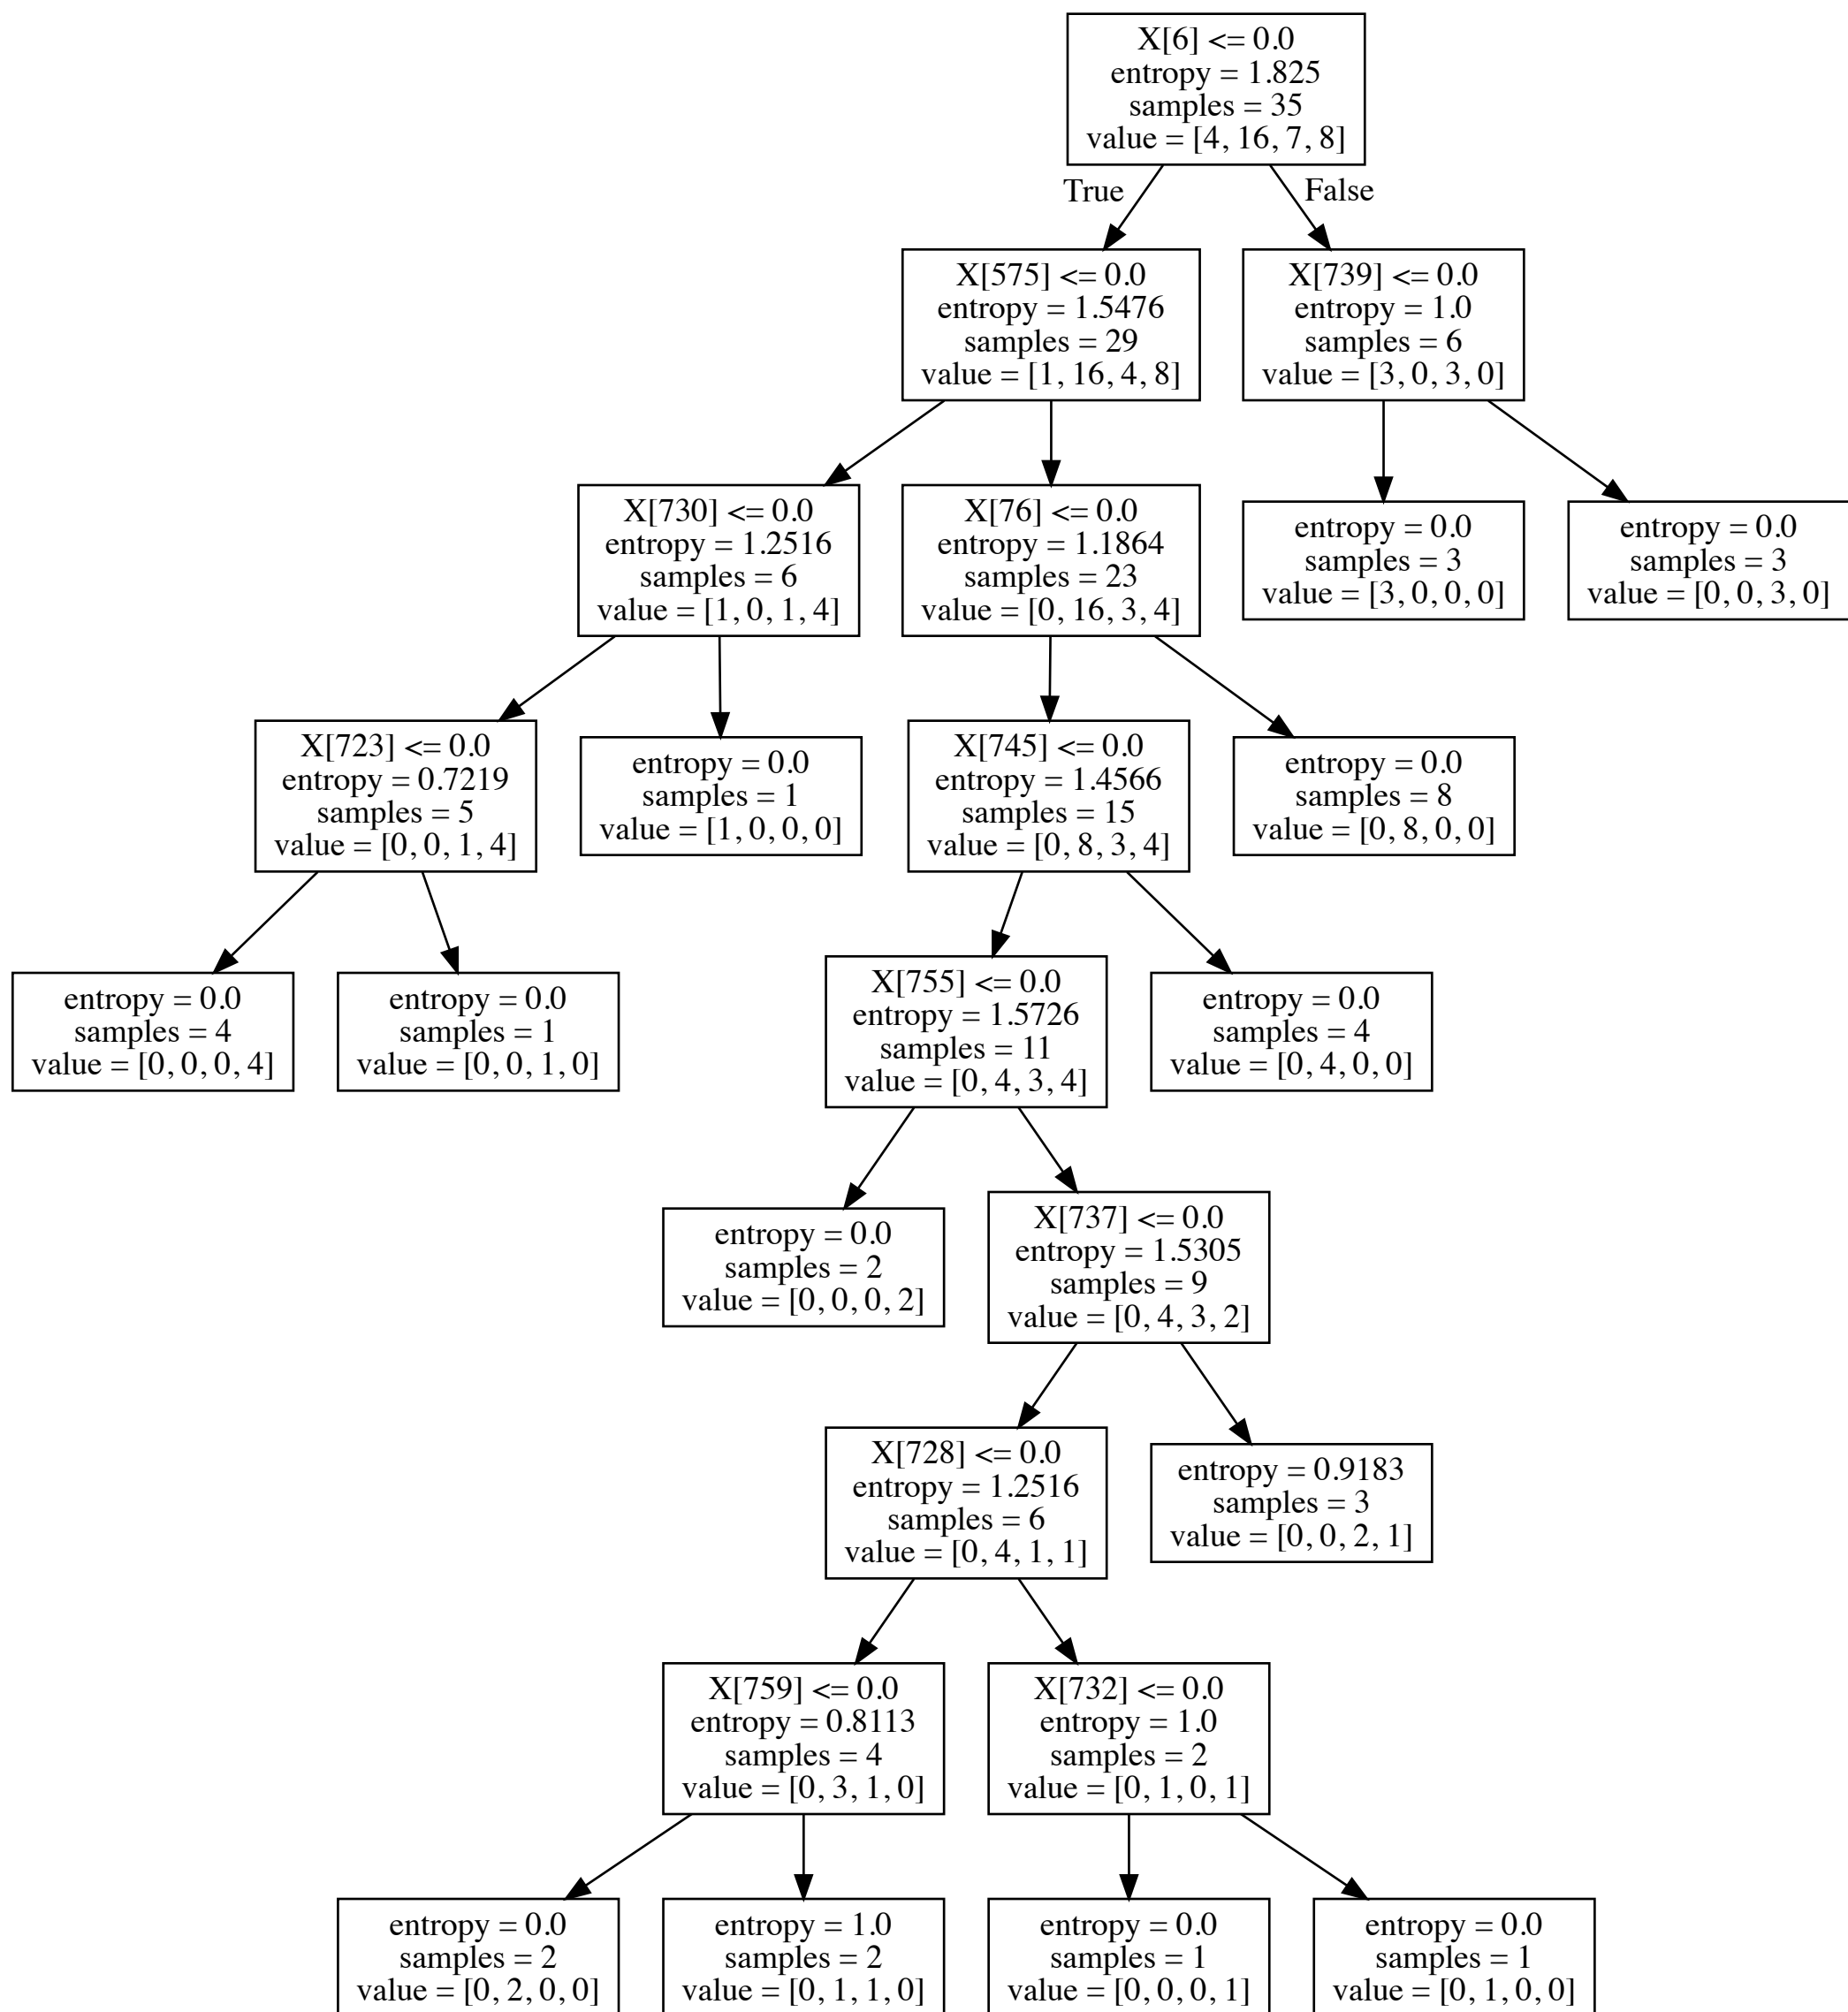 X[6] <= 0.0
entropy = 1.825
samples = 35
value = [4, 16, 7, 8]
True
False
X[575] <= 0.0
entropy = 1.5476
samples = 29
value = [1, 16, 4, 8]
X[739] <= 0.0
entropy = 1.0
samples = 6
value = [3, 0, 3, 0]
X[730] <= 0.0
entropy = 1.2516
samples = 6
value = [1, 0, 1, 4]
X[76] <= 0.0
entropy = 1.1864
samples = 23
value = [0, 16, 3, 4]
entropy = 0.0
samples = 3
value = [3, 0, 0, 0]
entropy = 0.0
samples = 3
value = [0, 0, 3, 0]
X[723] <= 0.0
entropy = 0.7219
samples = 5
value = [0, 0, 1, 4]
entropy = 0.0
samples = 1
value = [1, 0, 0, 0]
X[745] <= 0.0
entropy = 1.4566
samples = 15
value = [0, 8, 3, 4]
entropy = 0.0
samples = 8
value = [0, 8, 0, 0]
entropy = 0.0
samples = 4
value = [0, 0, 0, 4]
entropy = 0.0
samples = 1
value = [0, 0, 1, 0]
X[755] <= 0.0
entropy = 1.5726
samples = 11
value = [0, 4, 3, 4]
entropy = 0.0
samples = 4
value = [0, 4, 0, 0]
entropy = 0.0
samples = 2
value = [0, 0, 0, 2]
X[737] <= 0.0
entropy = 1.5305
samples = 9
value = [0, 4, 3, 2]
X[728] <= 0.0
entropy = 1.2516
samples = 6
value = [0, 4, 1, 1]
entropy = 0.9183
samples = 3
value = [0, 0, 2, 1]
X[759] <= 0.0
entropy = 0.8113
samples = 4
value = [0, 3, 1, 0]
X[732] <= 0.0
entropy = 1.0
samples = 2
value = [0, 1, 0, 1]
entropy = 0.0
samples = 2
value = [0, 2, 0, 0]
entropy = 1.0
samples = 2
value = [0, 1, 1, 0]
entropy = 0.0
samples = 1
value = [0, 0, 0, 1]
entropy = 0.0
samples = 1
value = [0, 1, 0, 0]